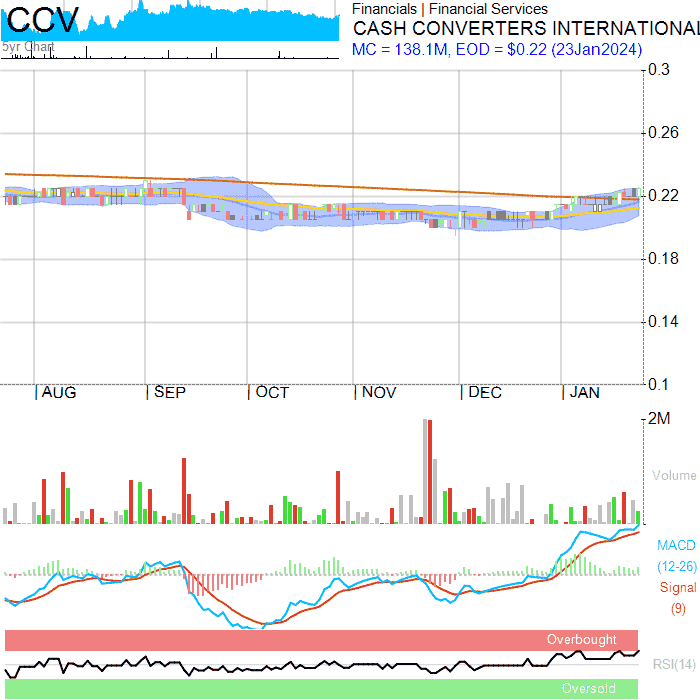 CCV
5yr Chart
Financials | Financial Services
CASH CONVERTERS INTERNATIONAL
MC = 138.1M, EOD = $0.22 (23Jan2024)
0.3
0.26
0.22
0.18
0.14
0.1
AUG
SEP
OCT
NOV
DEC
JAN
2M
Volume
MACD
(12-26)
Signal
(9)
Overbought
RSI(14)
Oversold